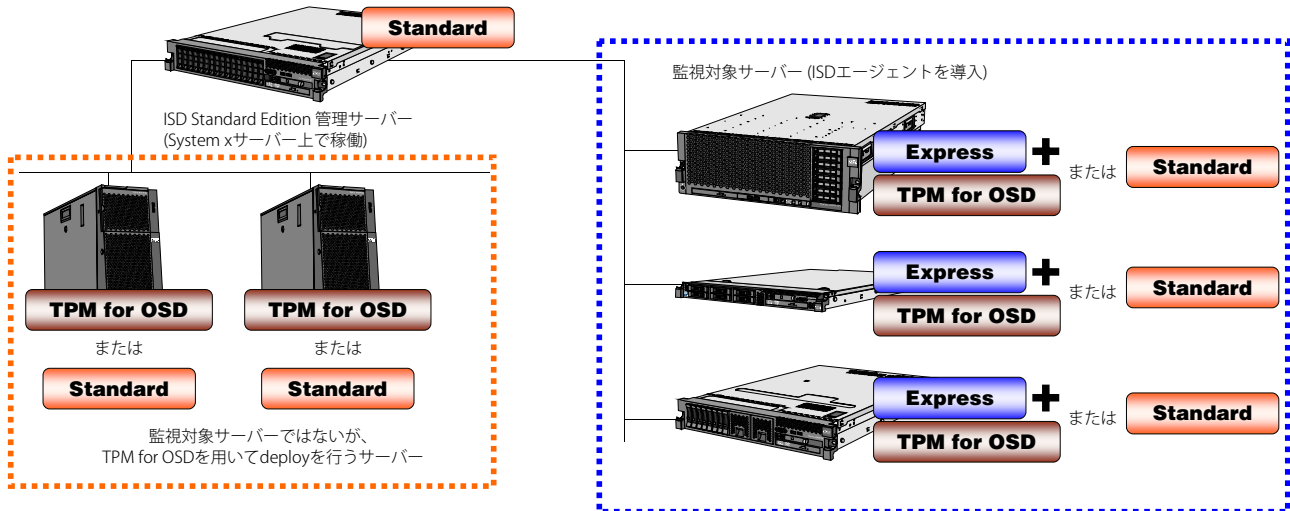 Standard
ISD Standard Edition 管理サーバー
(System xサーバー上で稼働)
TPM for OSD
または
Standard
TPM for OSD
または
Standard
監視対象サーバーではないが、
TPM for OSDを用いてdeployを行うサーバー
監視対象サーバー (ISDエージェントを導入)
Express
TPM for OSD
または
Standard
Express
TPM for OSD
または
Standard
Express
TPM for OSD
または
Standard